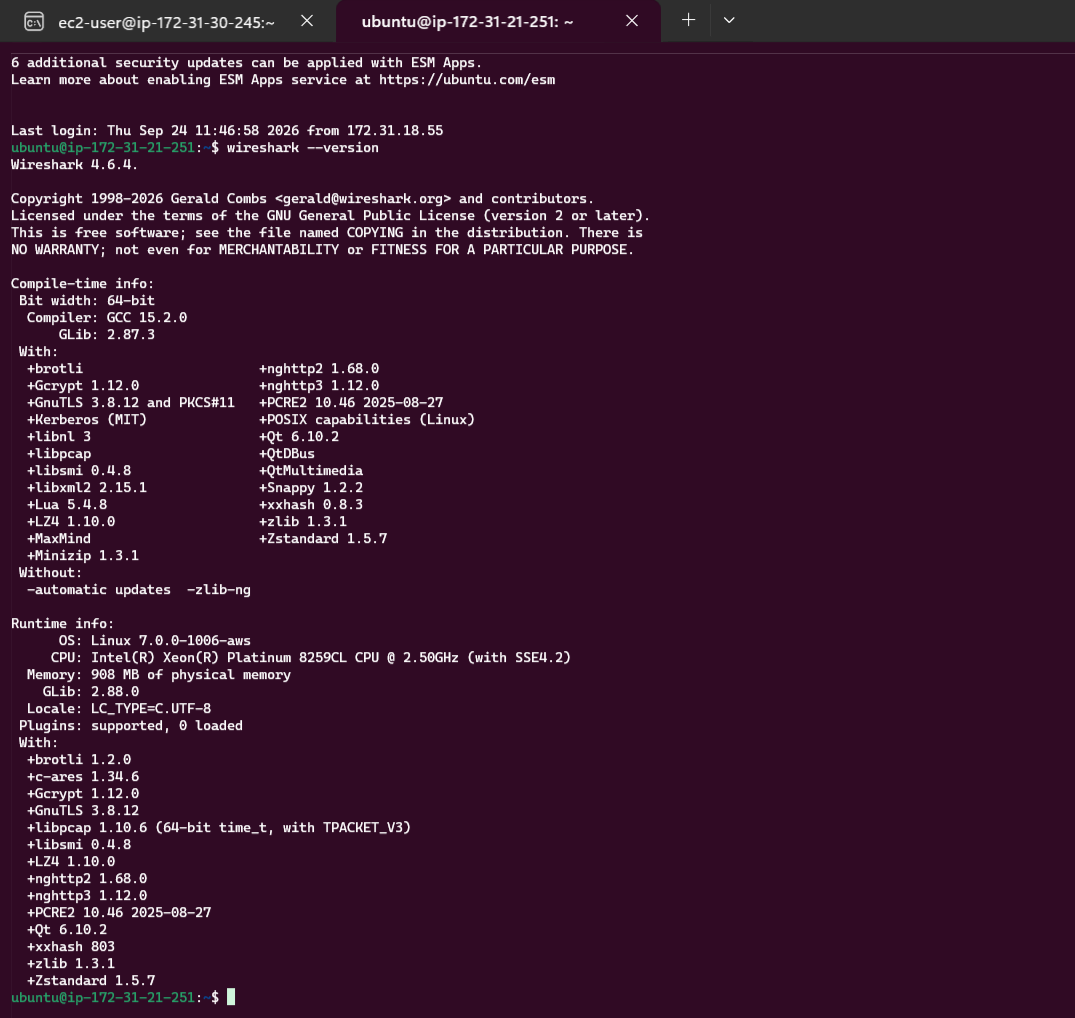 ec2-user@ip-172-31-30-245:~
ubuntu@ip-172-31-21-251: ~
6 additional security updates can be applied with ESM Apps.
Learn more about enabling ESM Apps service at https://ubuntu.com/esm
Last login: Thu Sep 24 11:46:58 2026 from 172.31.18.55
ubuntu@ip-172-31-21-251:~$ wireshark --version
Wireshark 4.6.4.
Copyright 1998-2026 Gerald Combs <gerald@wireshark.org> and contributors.
Licensed under the terms of the GNU General Public License (version 2 or later).
This is free software; see the file named COPYING in the distribution. There is
NO WARRANTY; not even for MERCHANTABILITY or FITNESS FOR A PARTICULAR PURPOSE.
Compile-time info:
 Bit width: 64-bit
  Compiler: GCC 15.2.0
      GLib: 2.87.3
 With:
  +brotli                      +nghttp2 1.68.0
  +Gcrypt 1.12.0               +nghttp3 1.12.0
  +GnuTLS 3.8.12 and PKCS#11   +PCRE2 10.46 2025-08-27
  +Kerberos (MIT)              +POSIX capabilities (Linux)
  +libnl 3                     +Qt 6.10.2
  +libpcap                     +QtDBus
  +libsmi 0.4.8                +QtMultimedia
  +libxml2 2.15.1              +Snappy 1.2.2
  +Lua 5.4.8                   +xxhash 0.8.3
  +LZ4 1.10.0                  +zlib 1.3.1
  +MaxMind                     +Zstandard 1.5.7
  +Minizip 1.3.1
 Without:
  -automatic updates  -zlib-ng
Runtime info:
      OS: Linux 7.0.0-1006-aws
     CPU: Intel(R) Xeon(R) Platinum 8259CL CPU @ 2.50GHz (with SSE4.2)
  Memory: 908 MB of physical memory
    GLib: 2.88.0
  Locale: LC_TYPE=C.UTF-8
 Plugins: supported, 0 loaded
 With:
  +brotli 1.2.0
  +c-ares 1.34.6
  +Gcrypt 1.12.0
  +GnuTLS 3.8.12
  +libpcap 1.10.6 (64-bit time_t, with TPACKET_V3)
  +libsmi 0.4.8
  +LZ4 1.10.0
  +nghttp2 1.68.0
  +nghttp3 1.12.0
  +PCRE2 10.46 2025-08-27
  +Qt 6.10.2
  +xxhash 803
  +zlib 1.3.1
  +Zstandard 1.5.7
ubuntu@ip-172-31-21-251:~$